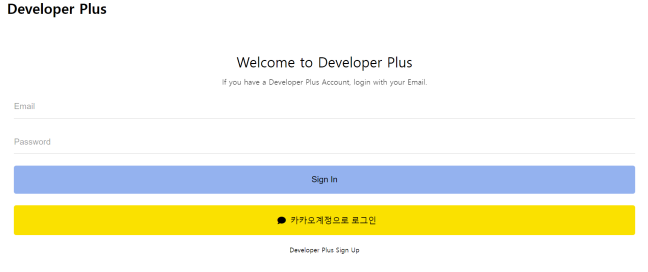 Developer Plus
Welcome to Developer Plus
If you have a Developer Plus Account, login with your Email.
Email
Password
Sign In
카카오계정으로 로그인
Developer Plus Sign Up